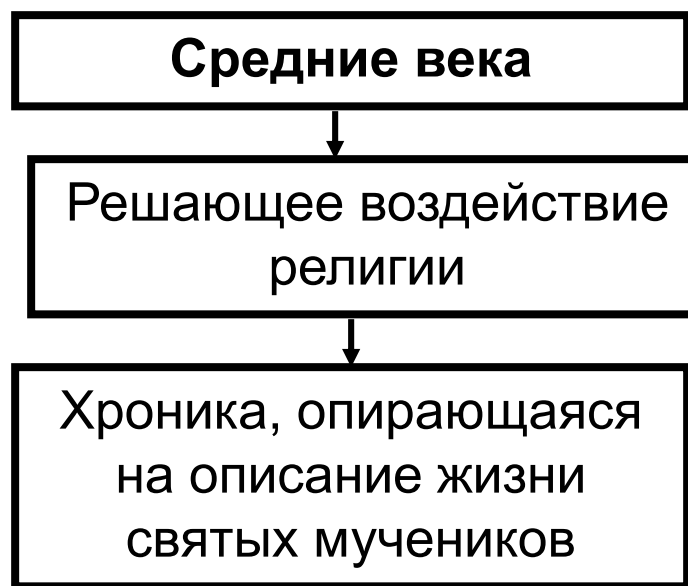 Средние века
Решающее воздействие
религии
Хроника, опирающаяся
на описание жизни
святых мучеников